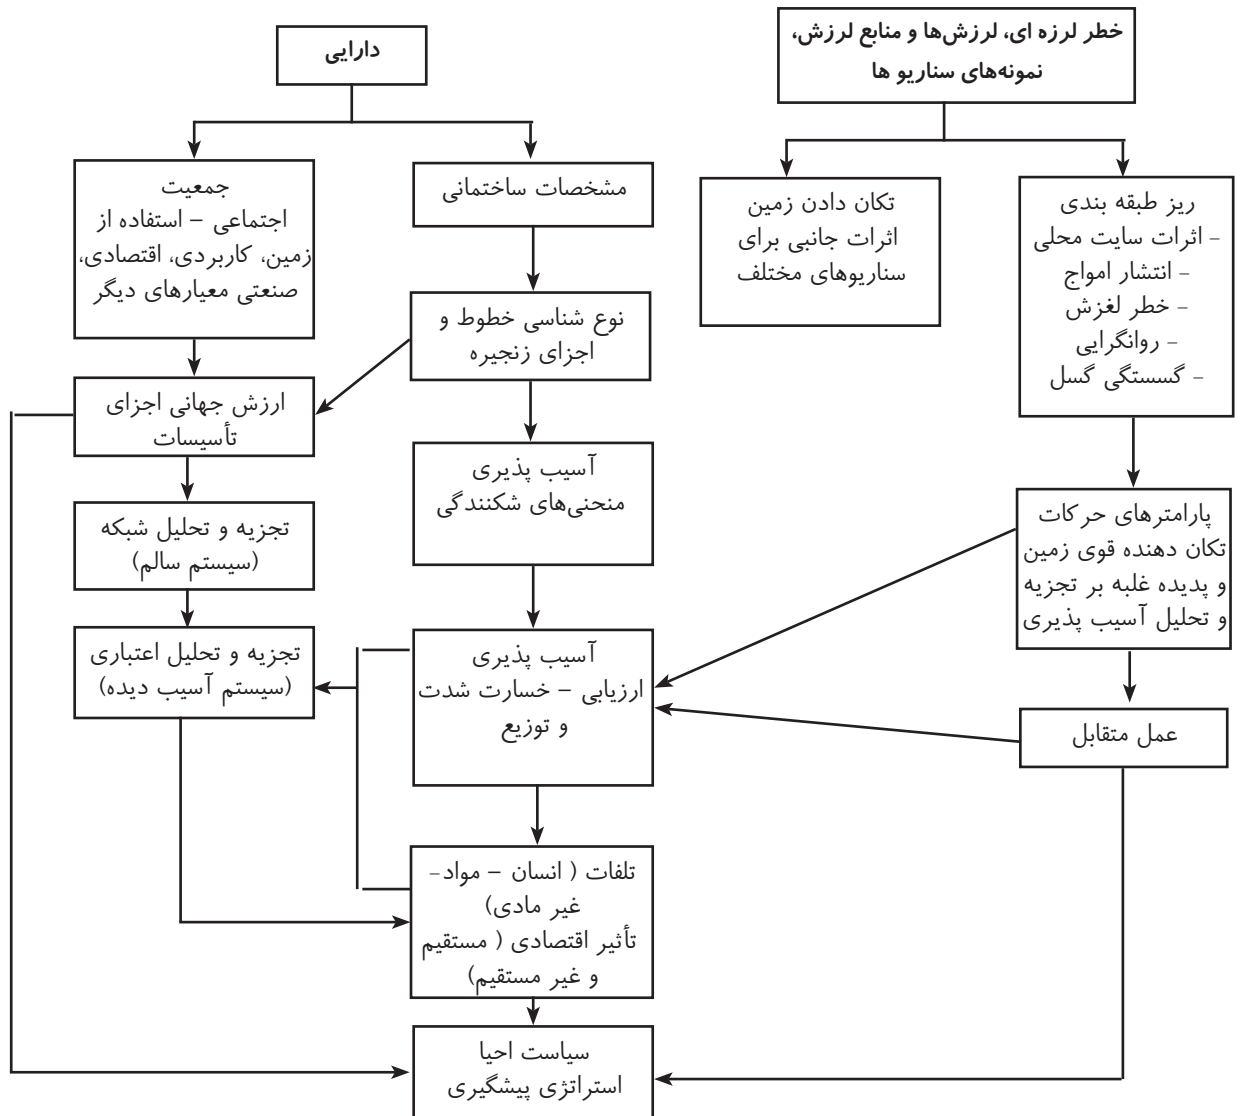 خطر لرزه ای، لرزش‌ها و منابع لرزش،
نمونه‌های سناریو ها
دارایی
ریز طبقه بندی
- اثرات سایت محلی
- انتشار امواج
- خطر لغزش
- روانگرایی
- گسستگی گسل
تکان دادن زمین
اثرات جانبی برای
سناریوهای مختلف
مشخصات ساختمانی
جمعیت
اجتماعی – استفاده از
زمین، کاربردی، اقتصادی،
صنعتی معیارهای دیگر
نوع شناسی خطوط و
اجزای زنجیره
ارزش جهانی اجزای
تأسیسات
آسیب پذیری
منحنی‌های شکنندگی
پارامترهای حرکات
تکان دهنده قوی زمین
و پدیده غلبه بر تجزیه
و تحلیل آسیب پذیری
تجزیه و تحلیل شبکه
(سیستم سالم)
آسیب پذیری
ارزیابی – خسارت شدت
و توزیع
تجزیه و تحلیل اعتباری
(سیستم آسیب دیده)
عمل متقابل
تلفات ( انسان – مواد-
غیر مادی)
تأثیر اقتصادی ( مستقیم
و غیر مستقیم)
سیاست احیا
استراتژی پیشگیری